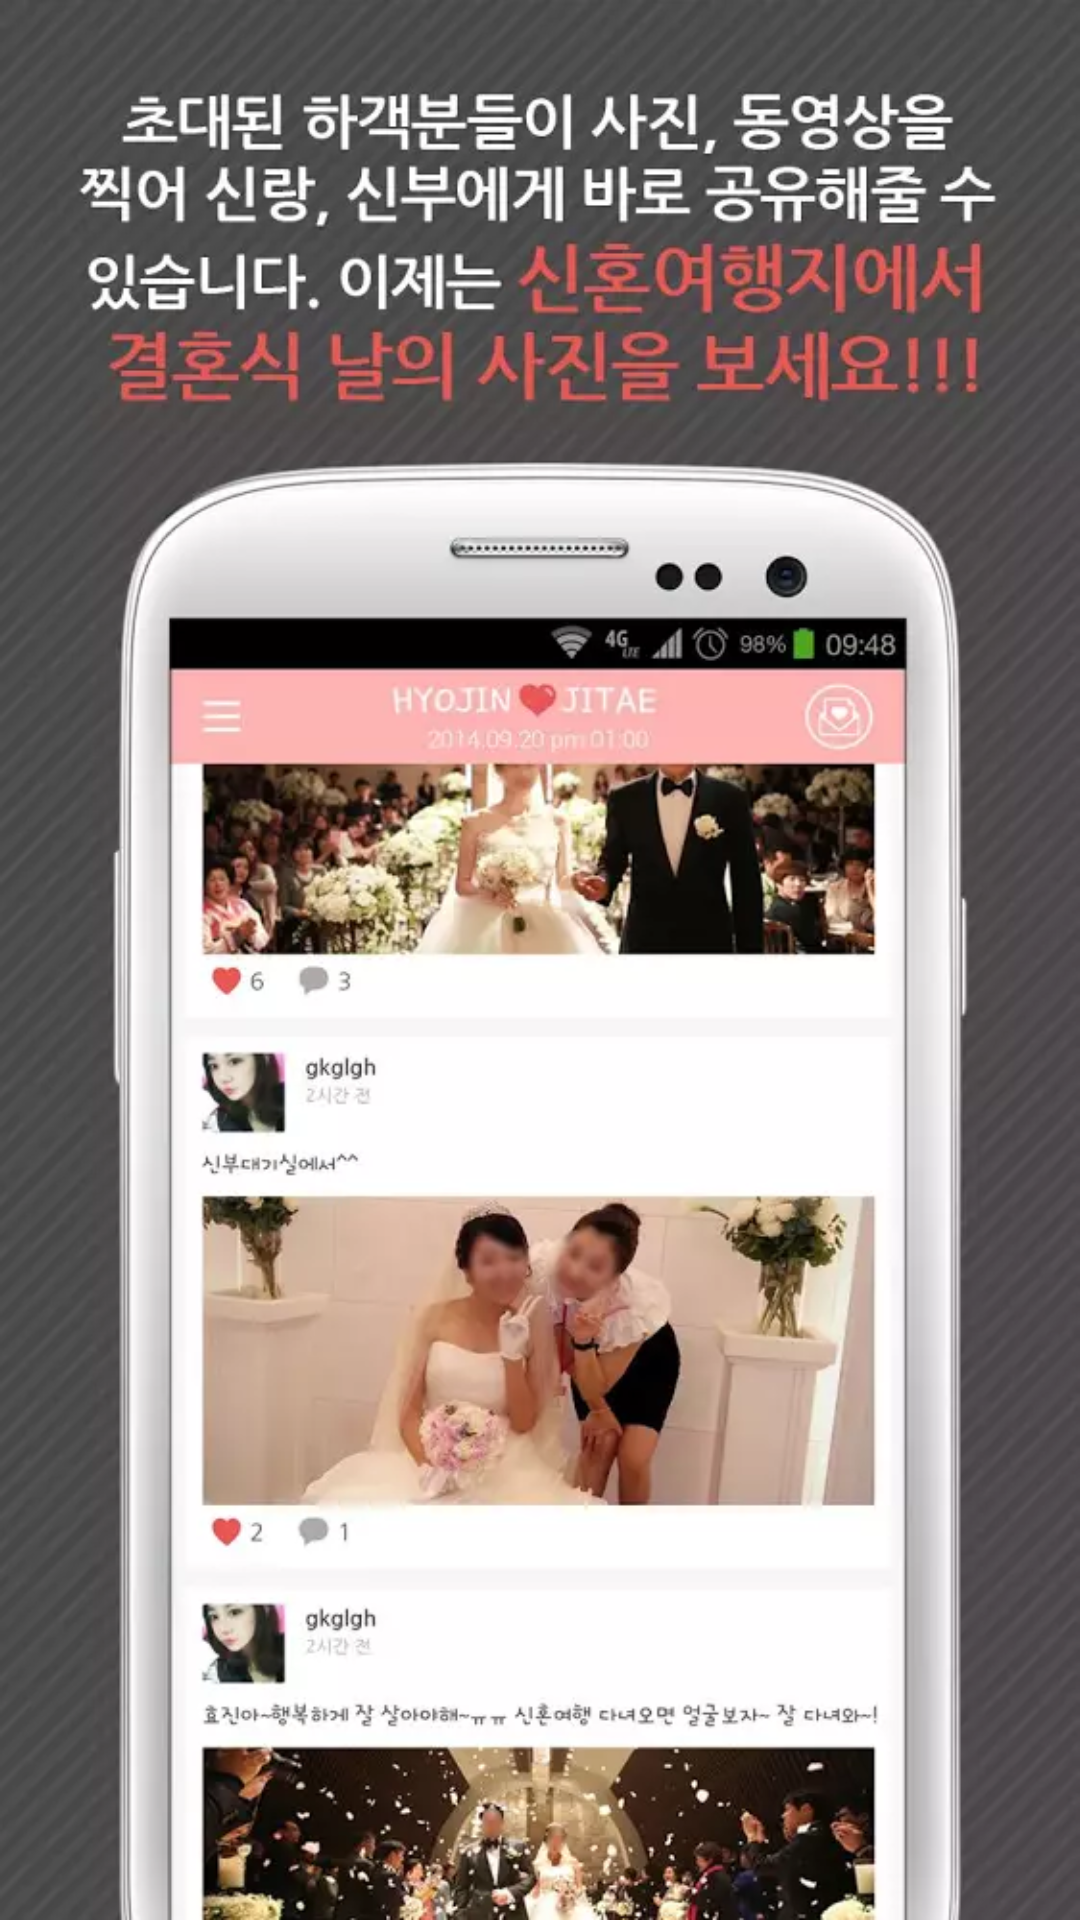 초대된 하객분들이 사진, 동영상을
찍어 신랑, 신부에게 바로 공유해줄 수
있습니다. 이제는 신혼여행지에서
결혼식 날의 사진을 보세요!!!
4G LTE 98% 09:48
HYOJIN JITAE
2014.09.20 pm 01:00
6 3
gkglgh
2시간 전
신부대기실에서^^
2 1
gkglgh
2시간 전
효진아~행복하게 잘 살아야해~ㅠㅠ 신혼여행 다녀오면 얼굴보자~ 잘 다녀와~!